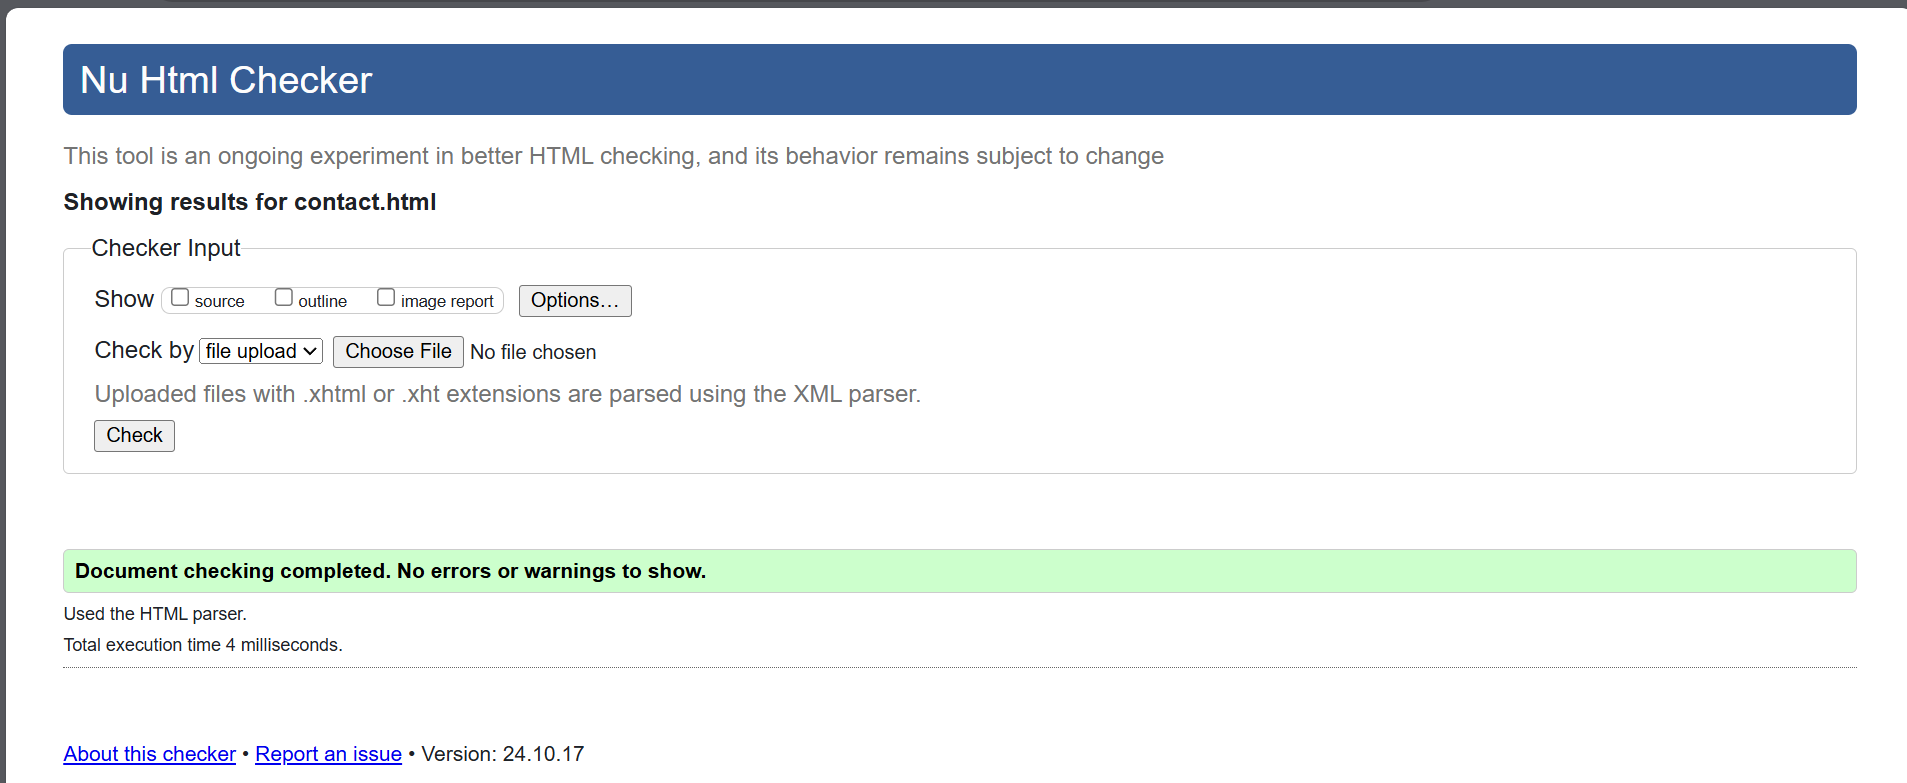 Nu Html Checker
This tool is an ongoing experiment in better HTML checking, and its behavior remains subject to change
Showing results for contact.html
Checker Input
Show source outline image report Options…
Check by file upload Choose File No file chosen
Uploaded files with .xhtml or .xht extensions are parsed using the XML parser.
Check
Document checking completed. No errors or warnings to show.
Used the HTML parser.
Total execution time 4 milliseconds.
About this checker • Report an issue • Version: 24.10.17